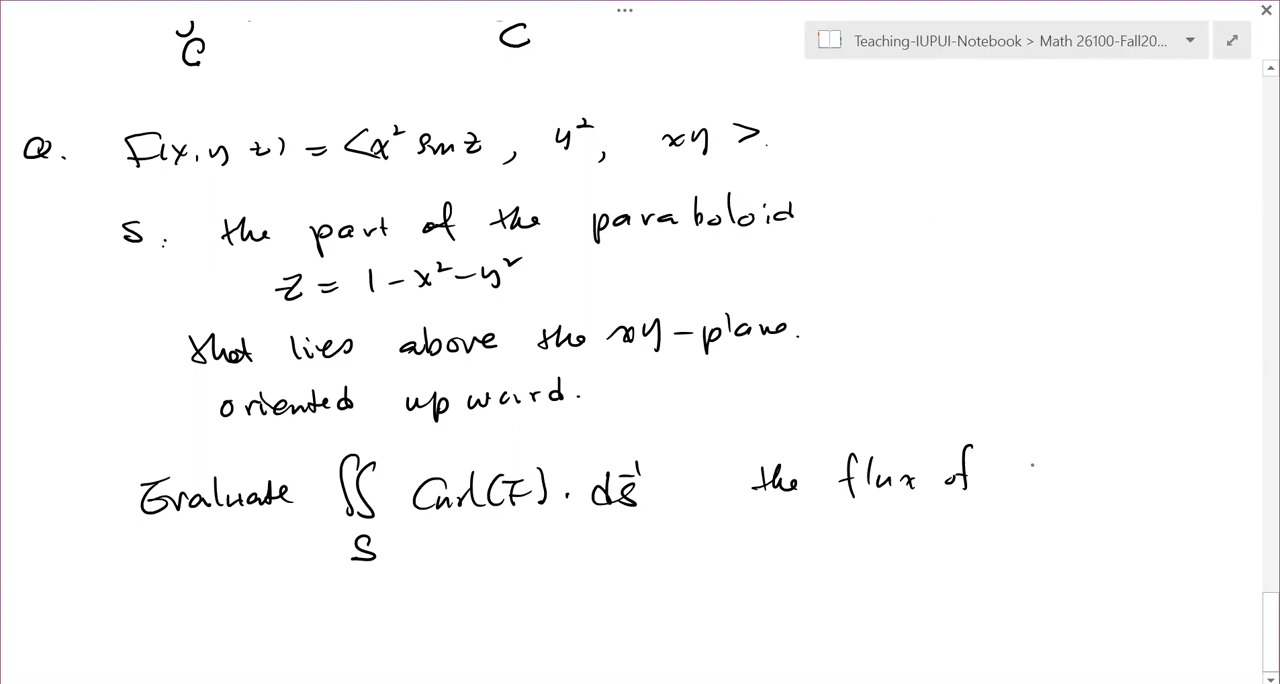 C C
Teaching-IUPUI-Notebook > Math 26100-Fall20...
Q. F(x, y, z) = <x² sin z, y², xy>.
S: the part of the paraboloid
z = 1 - x² - y²
that lies above the xy-plane.
oriented upward.
Evaluate ∬ Curl(F) · dS⃗ the flux of
S